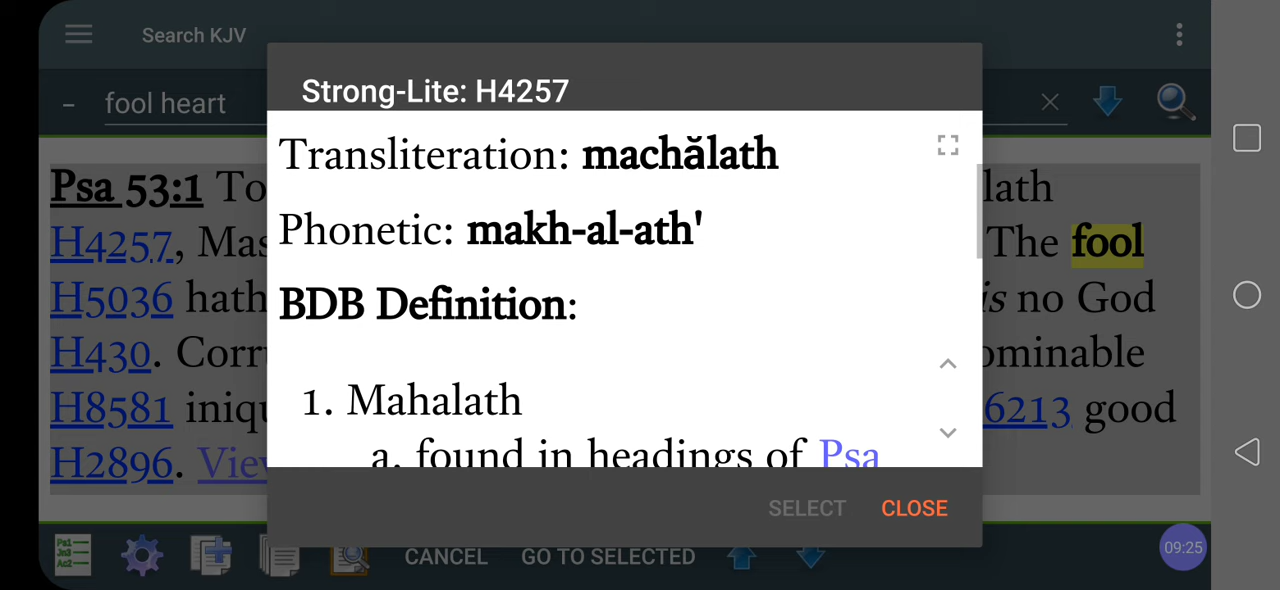 Search KJV
Strong-Lite: H4257
- fool heart
Transliteration: machălath
Phonetic: makh-al-ath'
BDB Definition:
1. Mahalath
a. found in headings of Psa
SELECT CLOSE
Psa 53:1 To lath
H4257, Mas The fool
H5036 hath is no God
H430. Corr ominable
H8581 iniqu 6213 good
H2896. View
CANCEL GO TO SELECTED
09:25